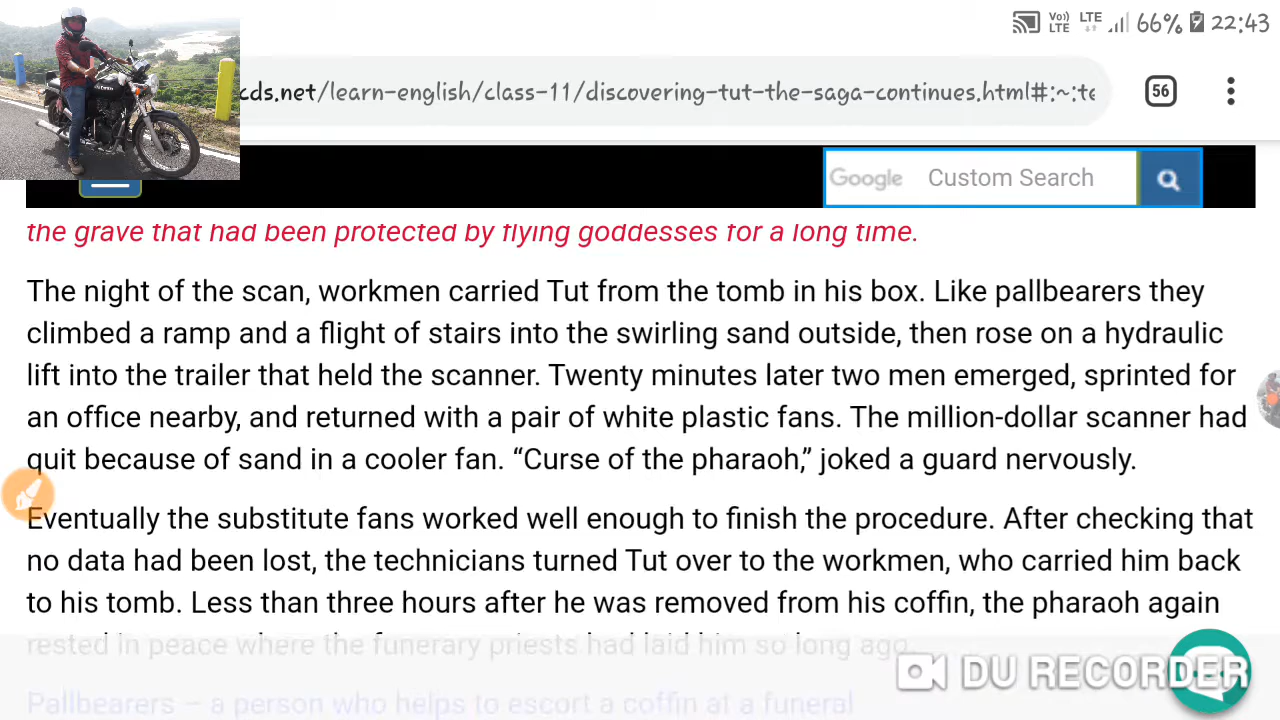 Vo))
LTE
LTE
66%
22:43
cds.net/learn-english/class-11/discovering-tut-the-saga-continues.html#:~:te
56
Google Custom Search
the grave that had been protected by flying goddesses for a long time.
The night of the scan, workmen carried Tut from the tomb in his box. Like pallbearers they
climbed a ramp and a flight of stairs into the swirling sand outside, then rose on a hydraulic
lift into the trailer that held the scanner. Twenty minutes later two men emerged, sprinted for
an office nearby, and returned with a pair of white plastic fans. The million-dollar scanner had
quit because of sand in a cooler fan. “Curse of the pharaoh,” joked a guard nervously.
Eventually the substitute fans worked well enough to finish the procedure. After checking that
no data had been lost, the technicians turned Tut over to the workmen, who carried him back
to his tomb. Less than three hours after he was removed from his coffin, the pharaoh again
rested in peace where the funerary priests had laid him so long ago.
DU RECORDER
Pallbearers – a person who helps to escort a coffin at a funeral